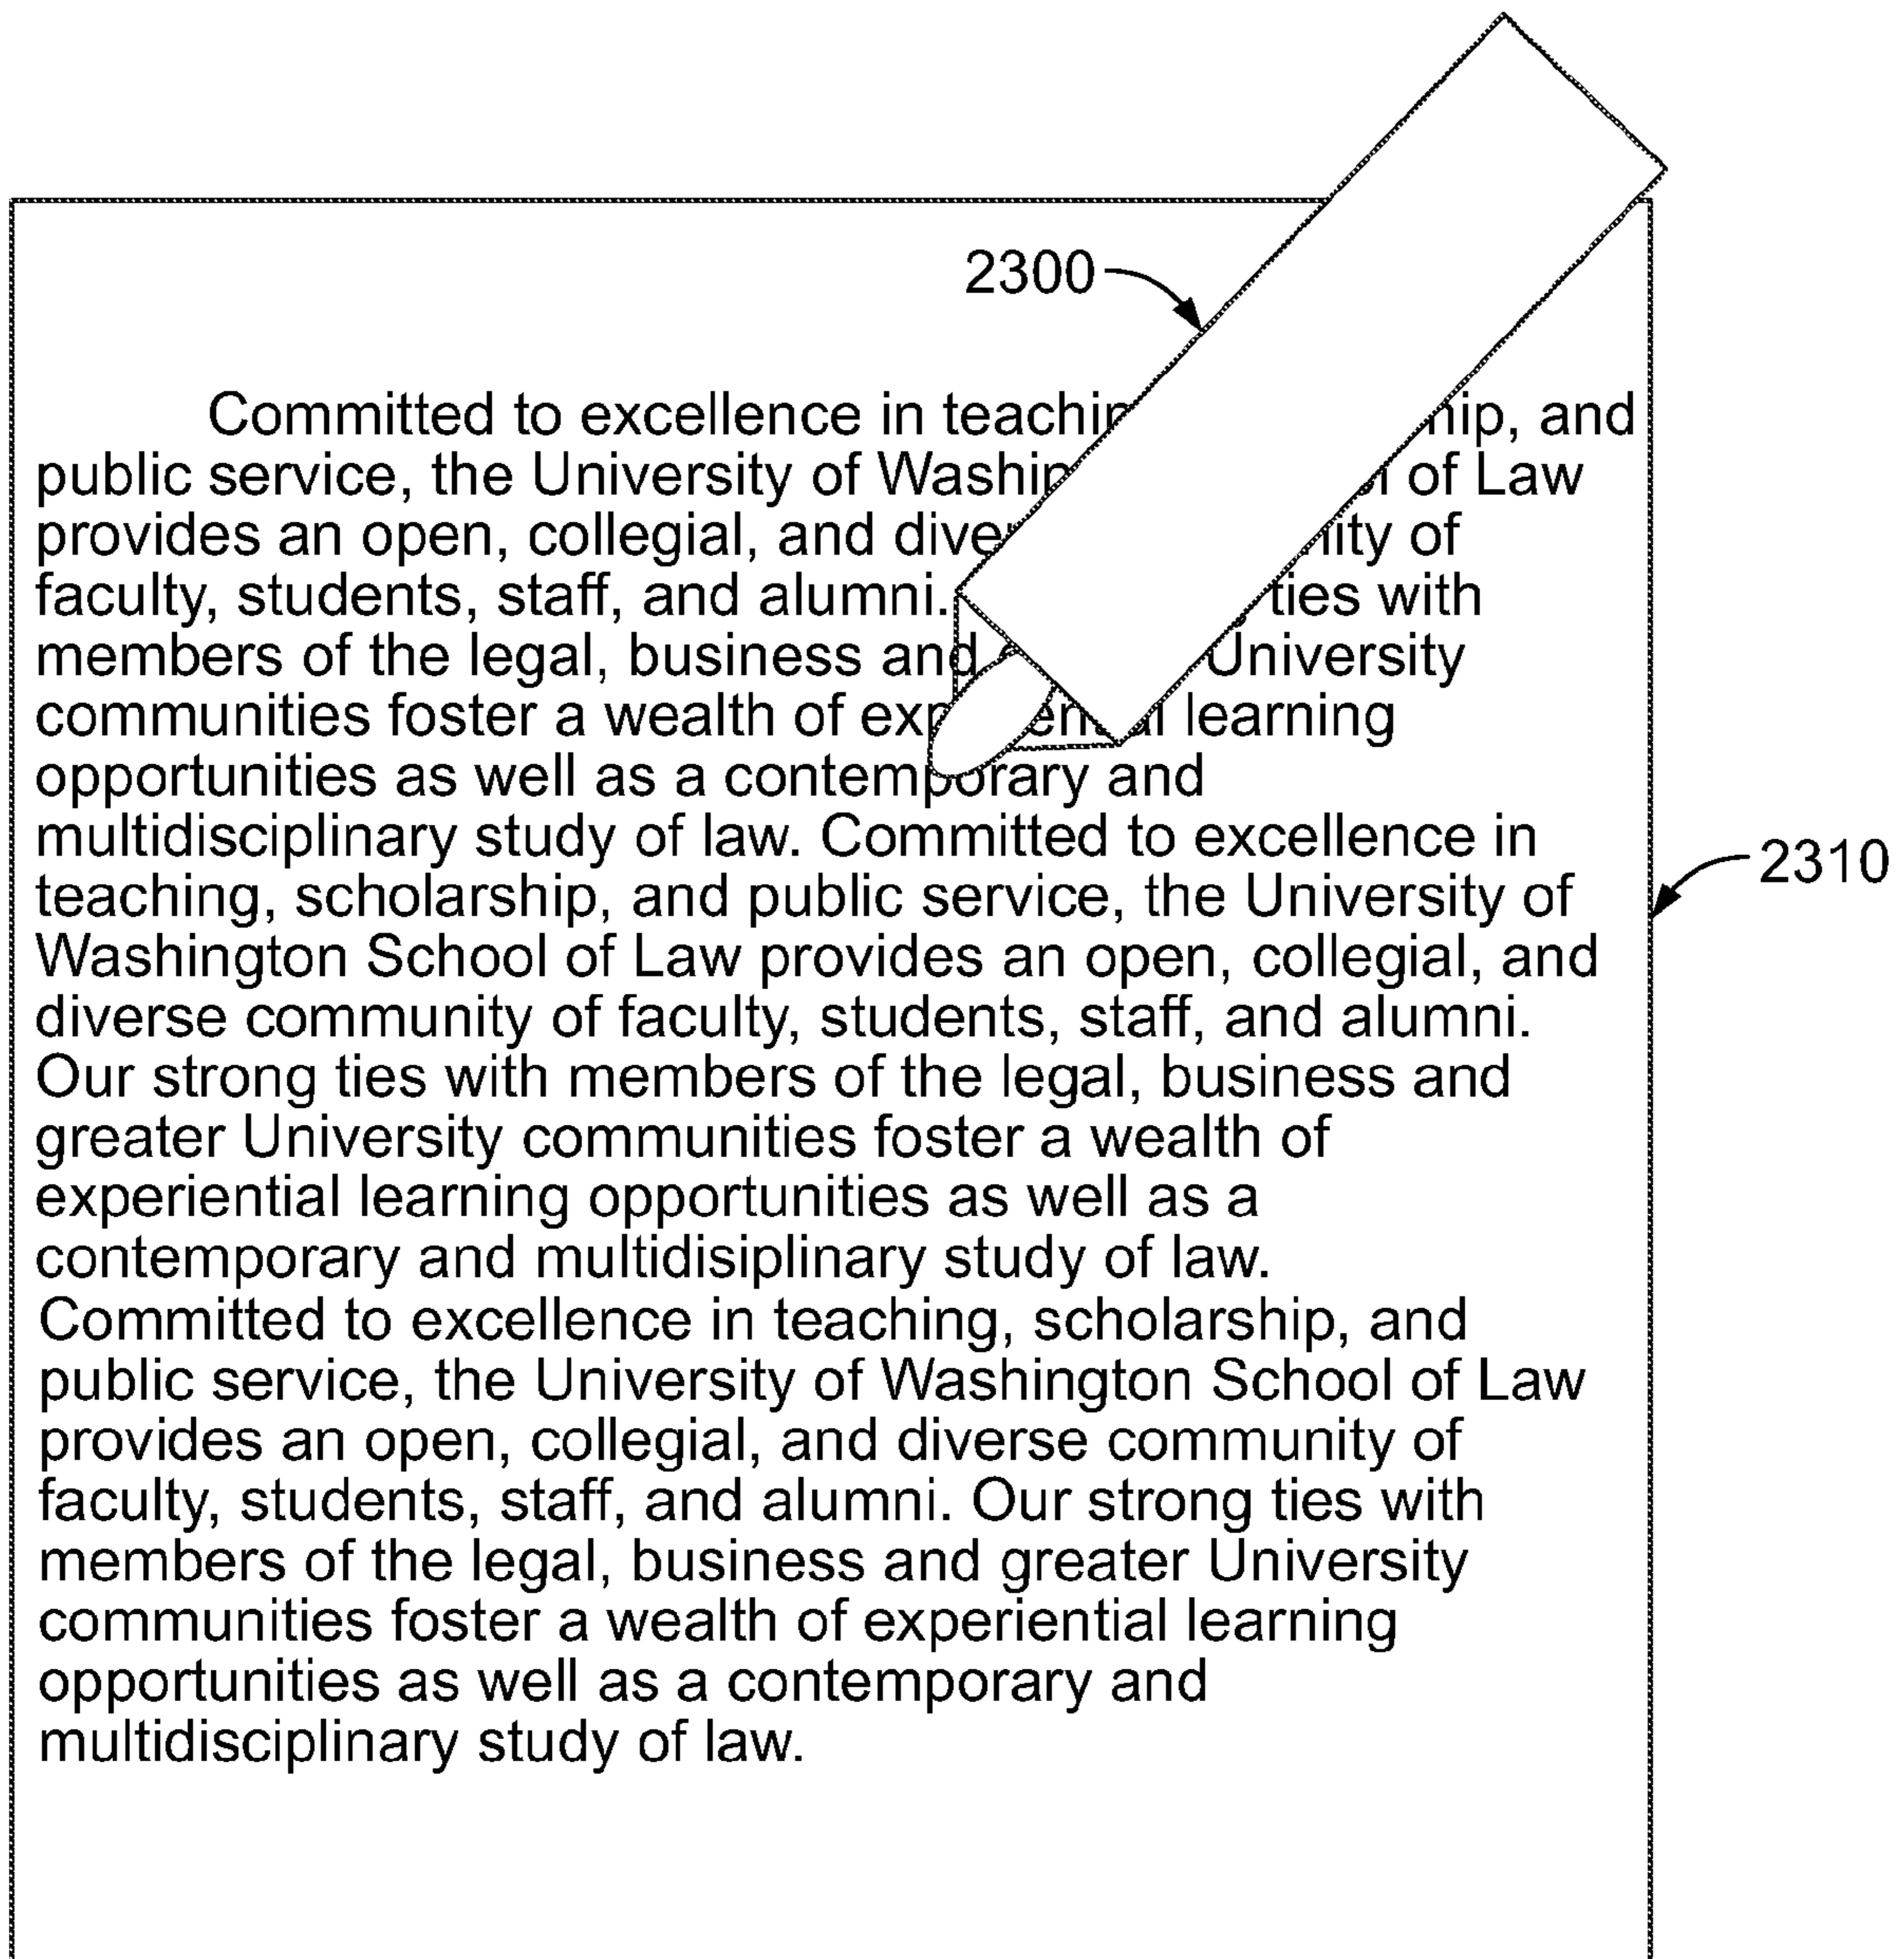 2300
Committed to excellence in and
public service, the University of of Law
provides an open, collegial, and of
faculty, students, staff, and alumni. ties with
members of the legal, business and University
communities foster a wealth of learning
opportunities as well as a contemporary and
multidisciplinary study of law. Committed to excellence in
2310
teaching, scholarship, and public service, the University of
Washington School of Law provides an open, collegial, and
diverse community of faculty, students, staff, and alumni.
Our strong ties with members of the legal, business and
greater University communities foster a wealth of
experiential learning opportunities as well as a
contemporary and multidisiplinary study of law.
Committed to excellence in teaching, scholarship, and
public service, the University of Washington School of Law
provides an open, collegial, and diverse community of
faculty, students, staff, and alumni. Our strong ties with
members of the legal, business and greater University
communities foster a wealth of experiential learning
opportunities as well as a contemporary and
multidisciplinary study of law.